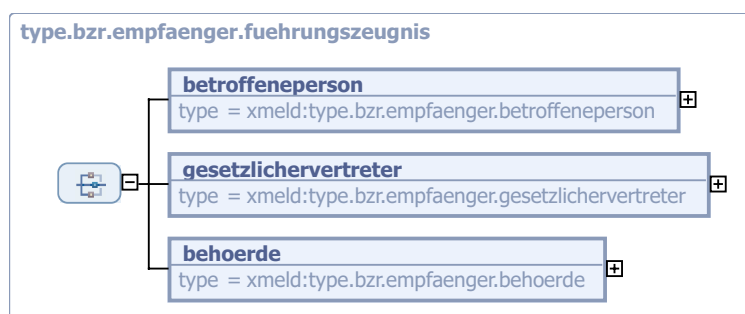 type.bzr.empfaenger.fuehrungszeugnis
betroffeneperson
type = xmeld:type.bzr.empfaenger.betroffeneperson
gesetzlichervertreter
type = xmeld:type.bzr.empfaenger.gesetzlichervertreter
behoerde
type = xmeld:type.bzr.empfaenger.behoerde